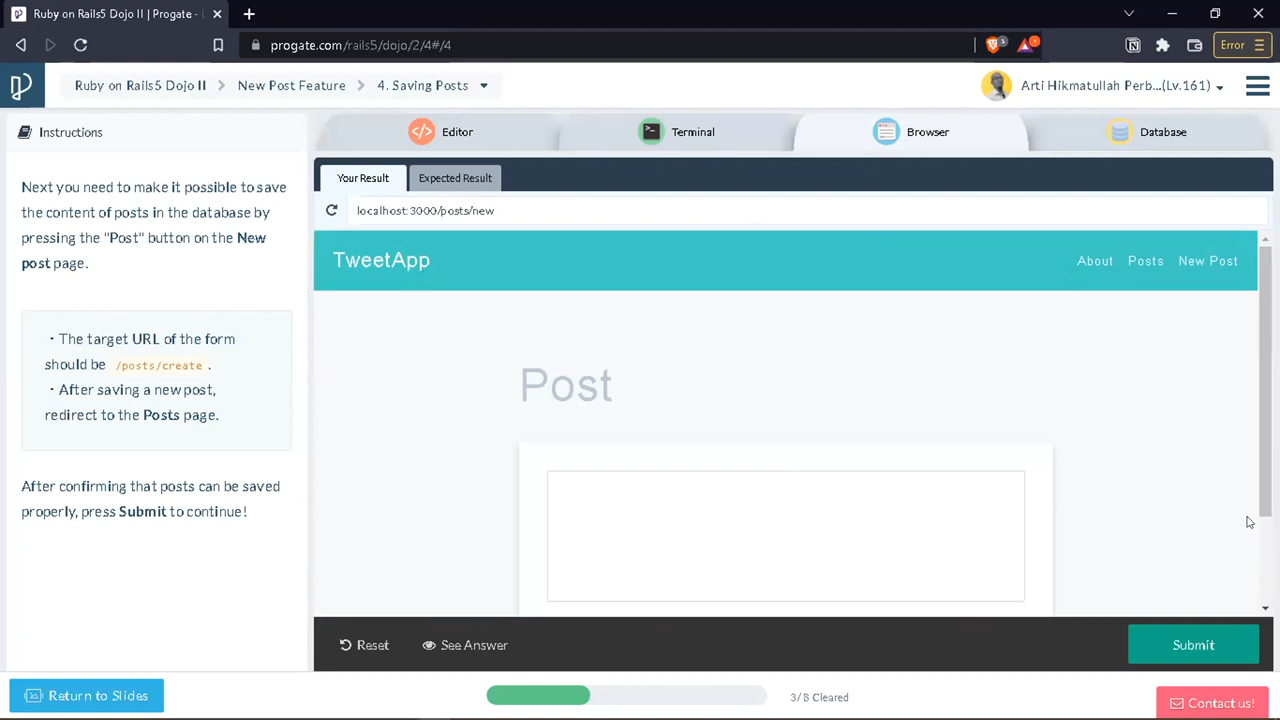 Ruby on Rails5 Dojo II | Progate -
progate.com/rails5/dojo/2/4#/4
Error
Ruby on Rails5 Dojo II
New Post Feature
4. Saving Posts
Arti Hikmatullah Perb...(Lv.161)
Instructions
Editor
Terminal
Browser
Database
Next you need to make it possible to save
the content of posts in the database by
pressing the "Post" button on the New
post page.
・The target URL of the form
should be /posts/create .
・After saving a new post,
redirect to the Posts page.
After confirming that posts can be saved
properly, press Submit to continue!
Your Result
Expected Result
localhost:3000/posts/new
TweetApp
About
Posts
New Post
Post
Reset
See Answer
Submit
Return to Slides
3/8 Cleared
Contact us!